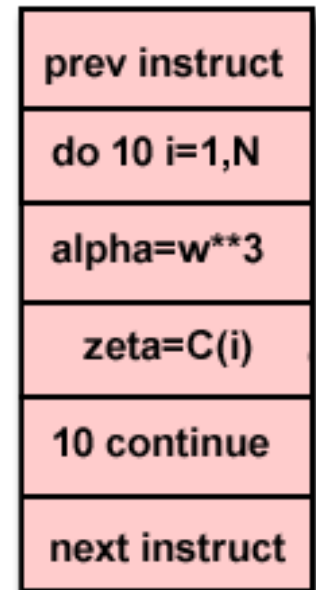 prev instruct
do 10 i=1,N
alpha=w**3
zeta=C(i)
10 continue
next instruct